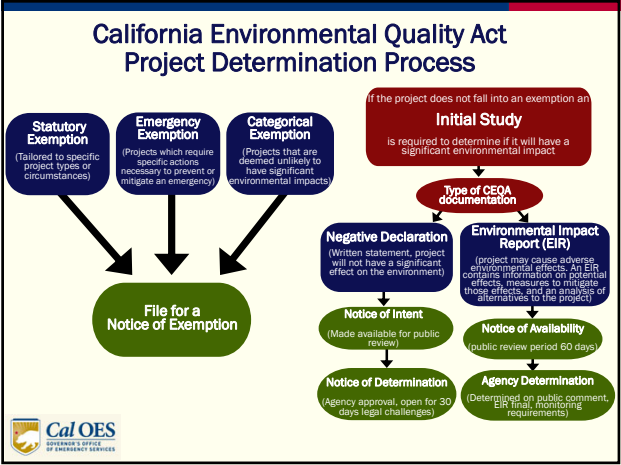 California Environmental Quality Act
Project Determination Process
Statutory
Exemption
(Tailored to specific
project types or
circumstances)
Emergency
Exemption
(Projects which require
specific actions
necessary to prevent or
mitigate an emergency)
Categorical
Exemption
(Projects that are
deemed unlikely to
have significant
environmental impacts)
File for a
Notice of Exemption
If the project does not fall into an exemption an
Initial Study
is required to determine if it will have a
significant environmental impact
Type of CEQA
documentation
Negative Declaration
(Written statement, project
will not have a significant
effect on the environment)
Notice of Intent
(Made available for public
review)
Notice of Determination
(Agency approval, open for 30
days legal challenges)
Environmental Impact
Report (EIR)
(project may cause adverse
environmental effects. An EIR
contains information on potential
effects, measures to mitigate
those effects, and an analysis of
alternatives to the project)
Notice of Availability
(public review period 60 days)
Agency Determination
(Determined on public comment,
EIR final, monitoring
requirements)
Cal OES
GOVERNOR'S OFFICE
OF EMERGENCY SERVICES